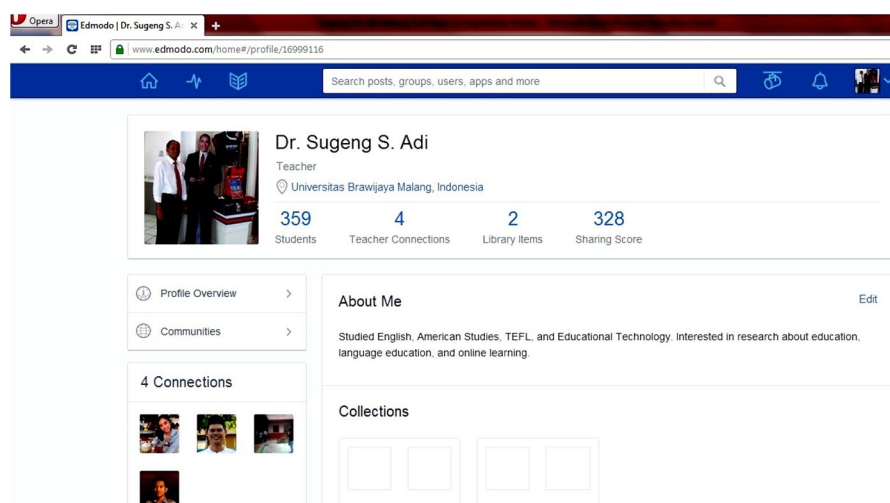 Opera
Edmodo | Dr. Sugeng S. Ac
www.edmodo.com/home#/profile/16999116
Search posts, groups, users, apps and more
Dr. Sugeng S. Adi
Teacher
Universitas Brawijaya Malang, Indonesia
359 4 2 328
Students Teacher Connections Library Items Sharing Score
Profile Overview
Communities
4 Connections
About Me Edit
Studied English, American Studies, TEFL, and Educational Technology. Interested in research about education,
language education, and online learning.
Collections